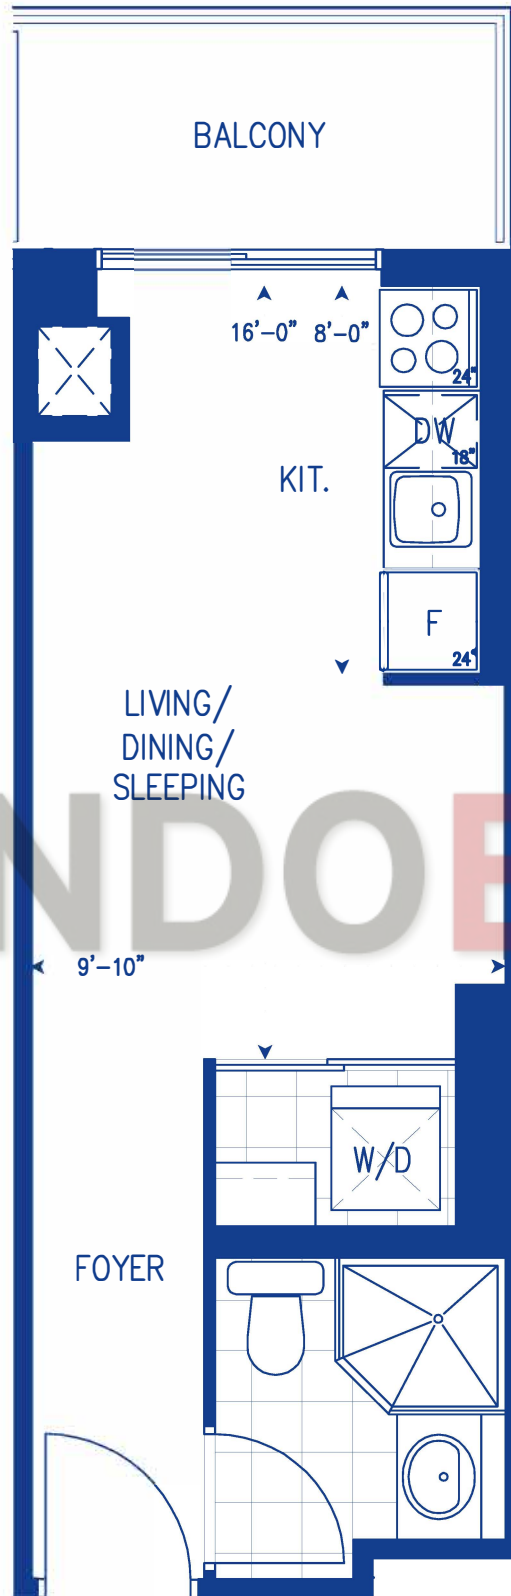 BALCONY
16'-0" 8'-0"
24"
DW
18"
KIT.
F
24"
LIVING/
DINING/
SLEEPING
NDO
9'-10"
W/D
FOYER